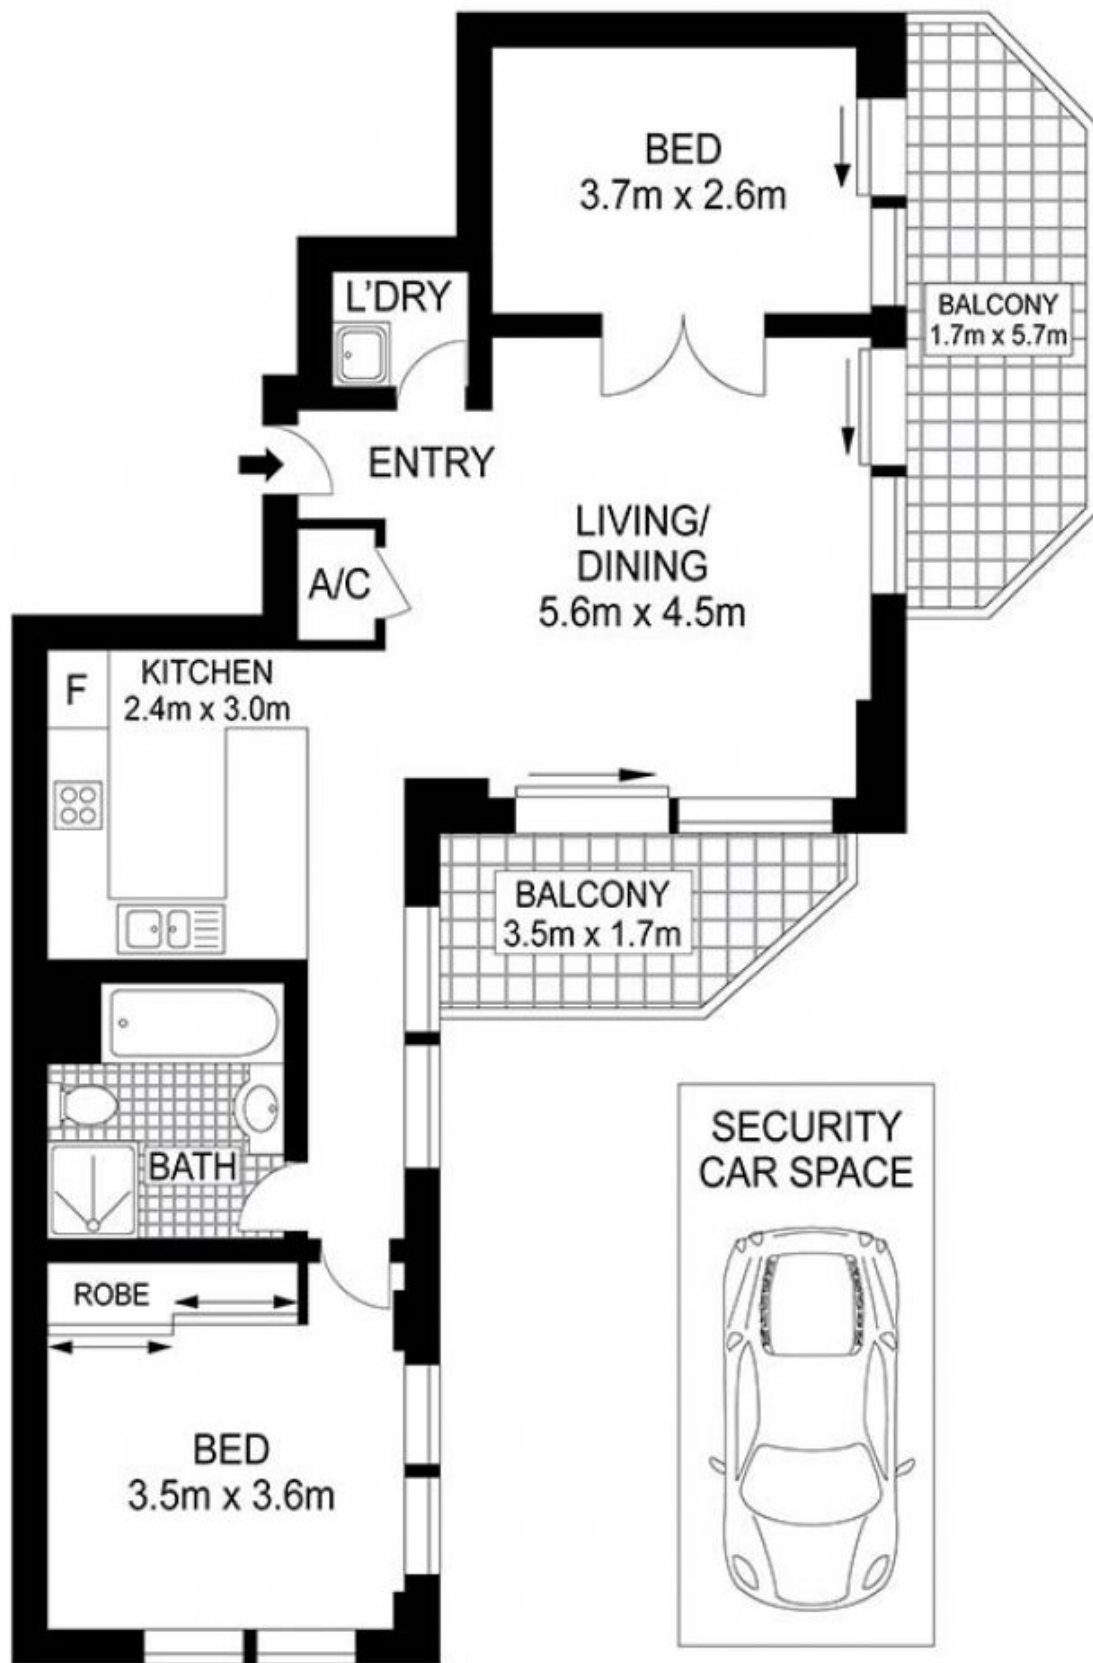 BED
3.7m x 2.6m
L'DRY
BALCONY
1.7m x 5.7m
ENTRY
LIVING/
DINING
5.6m x 4.5m
A/C
F
KITCHEN
2.4m x 3.0m
BALCONY
3.5m x 1.7m
SECURITY
CAR SPACE
BATH
ROBE
BED
3.5m x 3.6m